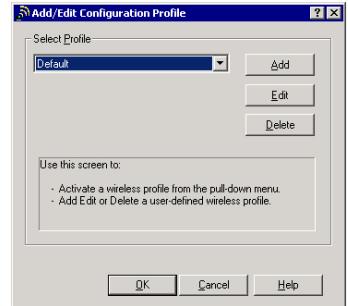 Add/Edit Configuration Profile
Select Profile
Default
Add
Edit
Delete
Use this screen to:
- Activate a wireless profile from the pull-down menu.
- Add Edit or Delete a user-defined wireless profile.
OK
Cancel
Help